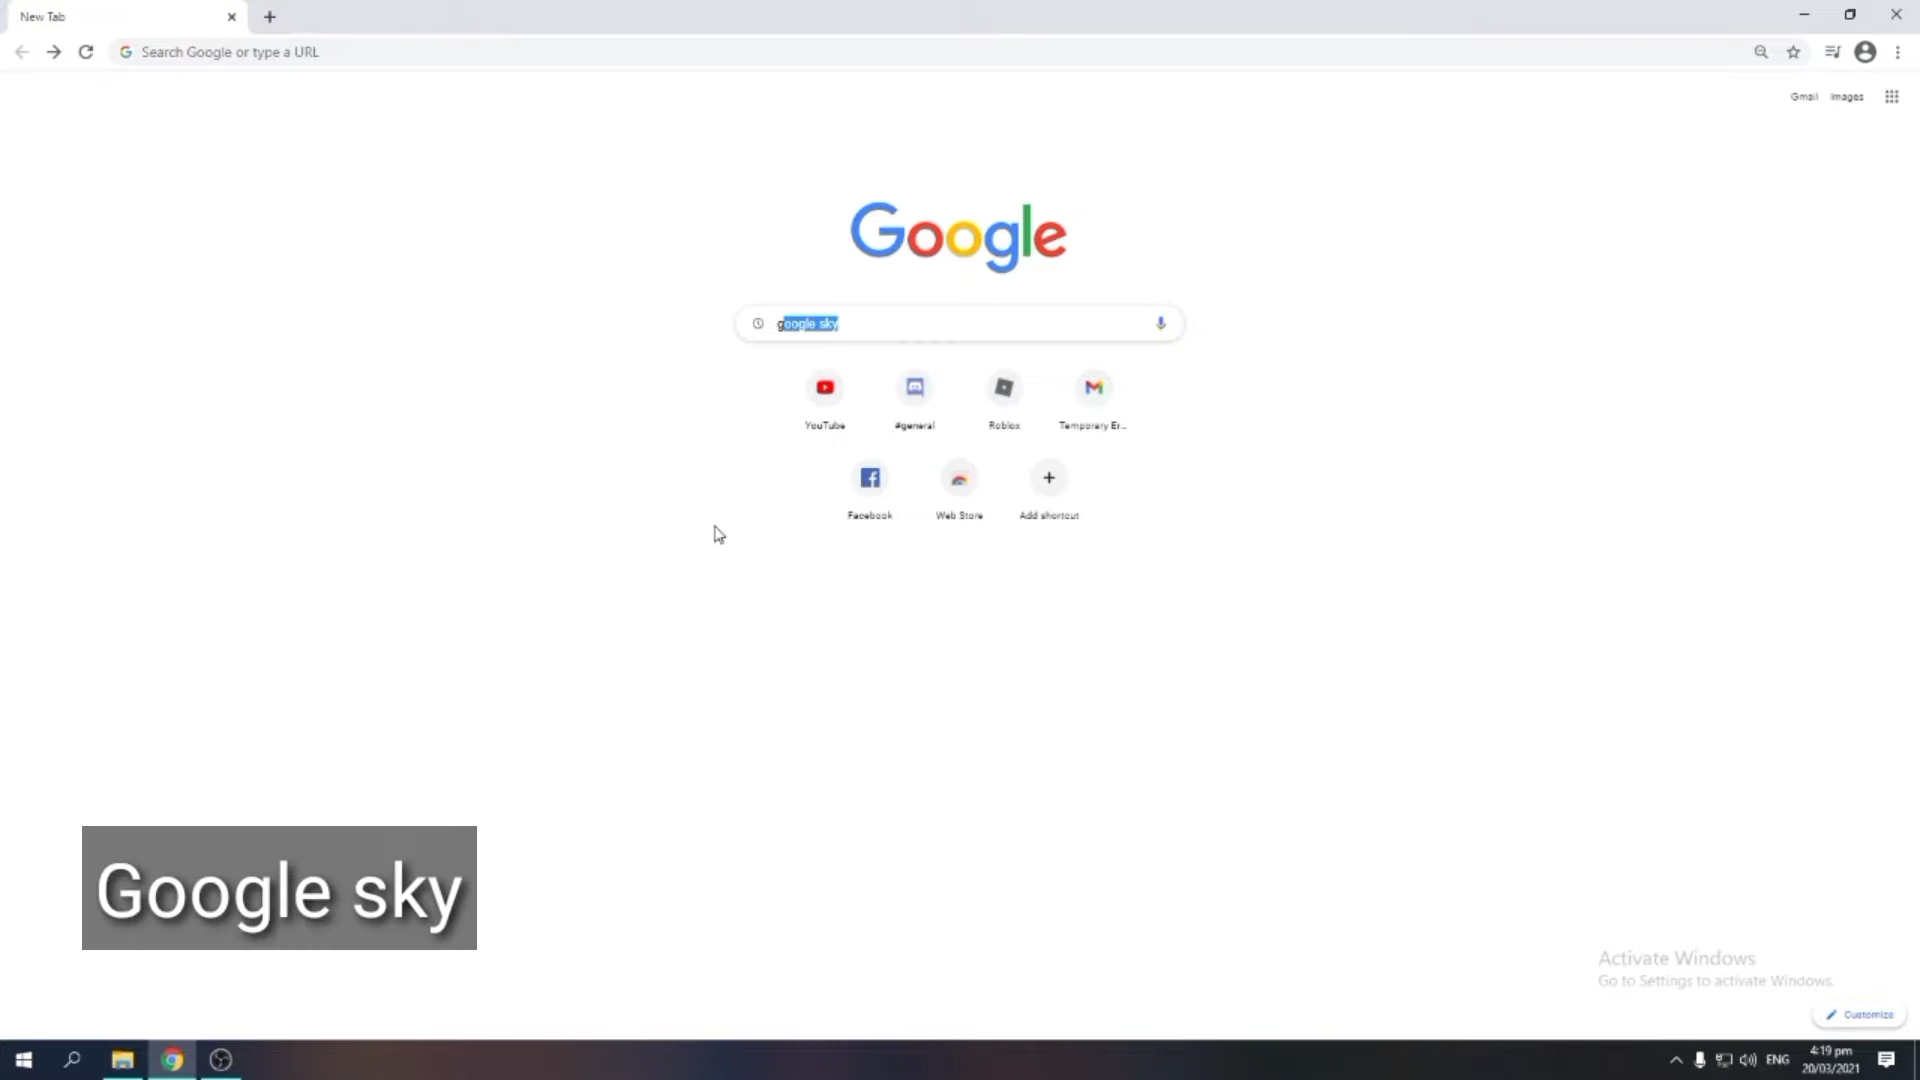 New Tab
Search Google or type a URL
Gmail Images
Google
google sky
YouTube #general Roblox Temporary Er...
Facebook Web Store Add shortcut
Google sky
Activate Windows
Go to Settings to activate Windows.
Customize
ENG
4:19 pm
20/03/2021